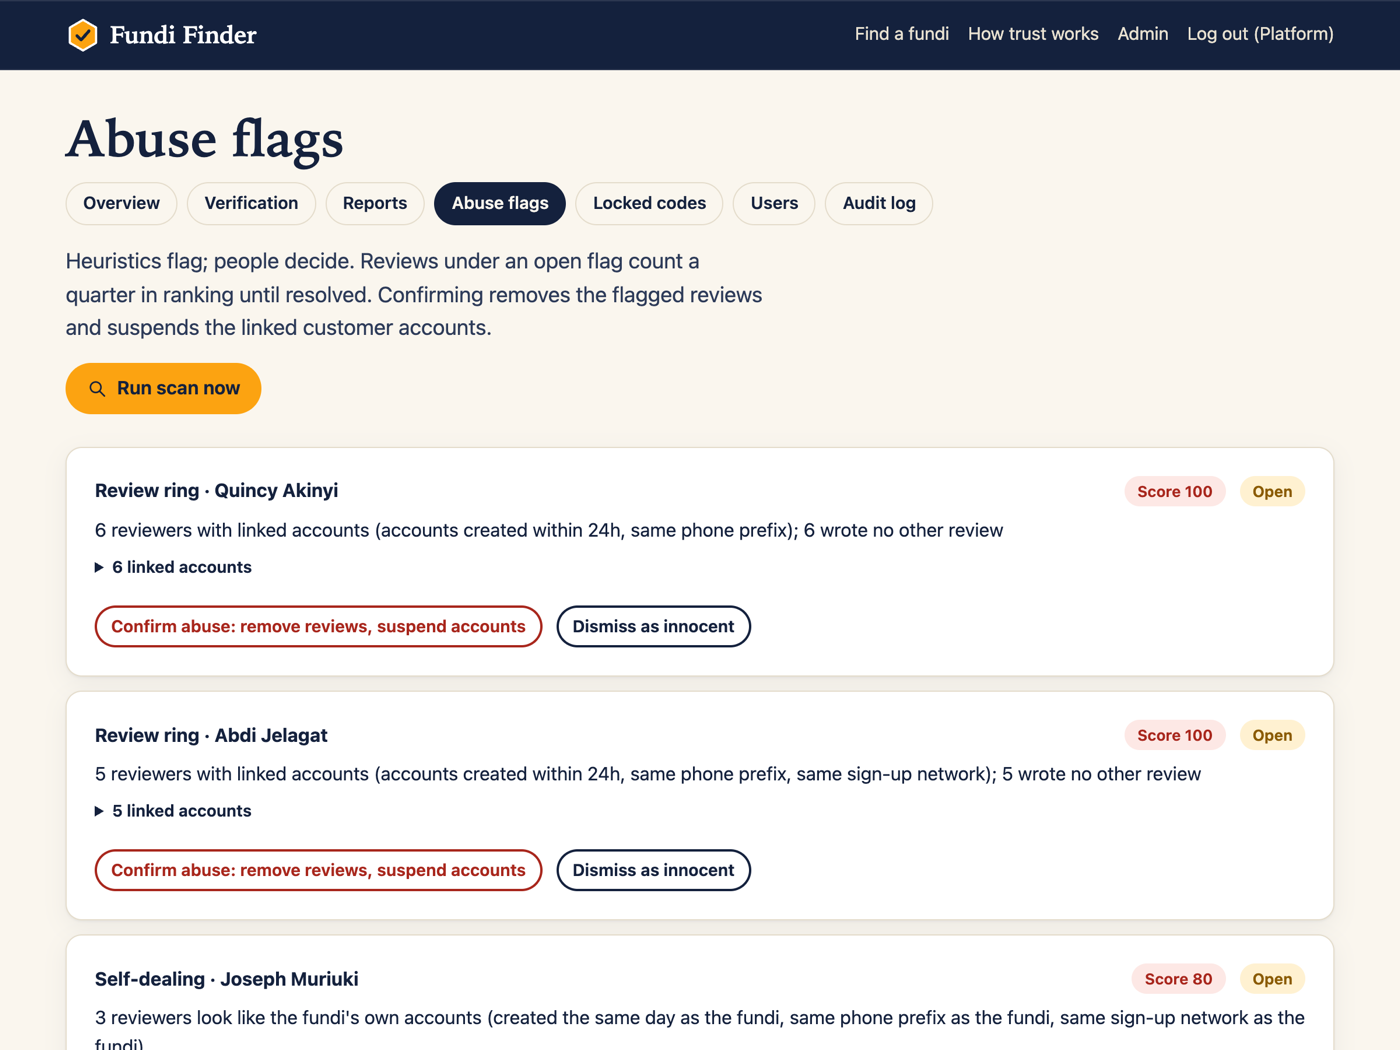 Fundi Finder
Find a fundi
How trust works
Admin
Log out (Platform)
Abuse flags
Overview
Verification
Reports
Abuse flags
Locked codes
Users
Audit log
Heuristics flag; people decide. Reviews under an open flag count a
quarter in ranking until resolved. Confirming removes the flagged reviews
and suspends the linked customer accounts.
Run scan now
Review ring · Quincy Akinyi
Score 100
Open
6 reviewers with linked accounts (accounts created within 24h, same phone prefix); 6 wrote no other review
6 linked accounts
Confirm abuse: remove reviews, suspend accounts
Dismiss as innocent
Review ring · Abdi Jelagat
Score 100
Open
5 reviewers with linked accounts (accounts created within 24h, same phone prefix, same sign-up network); 5 wrote no other review
5 linked accounts
Confirm abuse: remove reviews, suspend accounts
Dismiss as innocent
Self-dealing · Joseph Muriuki
Score 80
Open
3 reviewers look like the fundi's own accounts (created the same day as the fundi, same phone prefix as the fundi, same sign-up network as the
fundi)